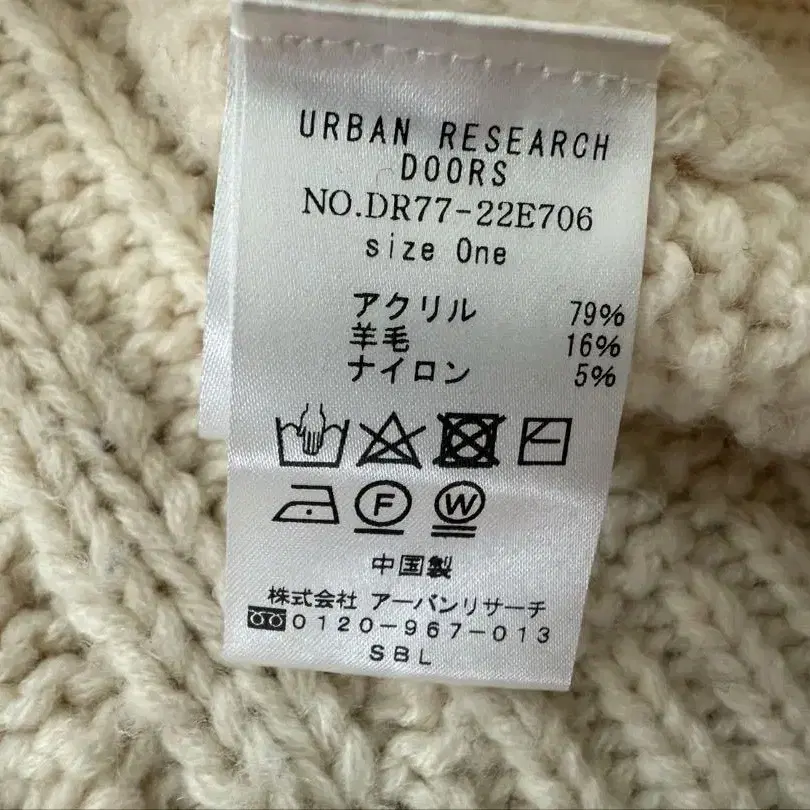 URBAN RESEARCH
DOORS
NO.DR77-22E706
size One
アクリル 79%
羊毛 16%
ナイロン 5%
F W
中国製
株式会社 アーバンリサーチ
0120-967-013
SBL